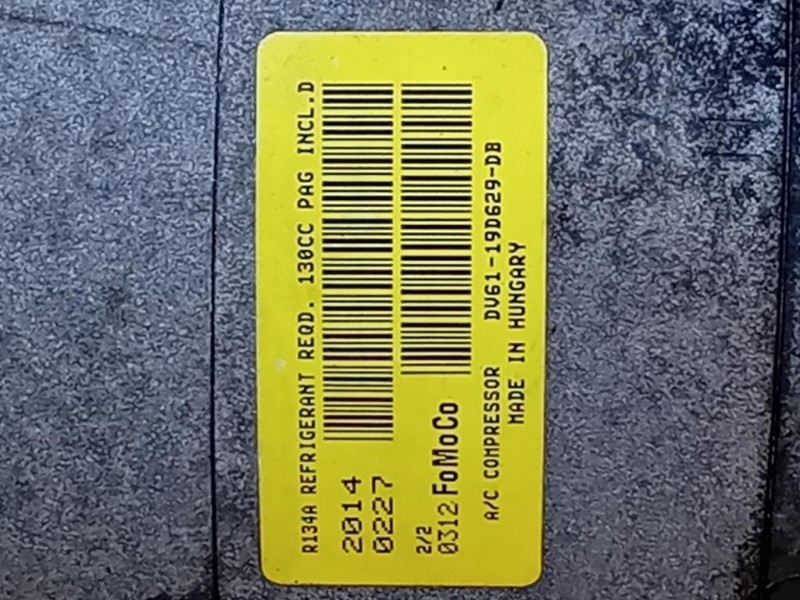 R134A REFRIGERANT REQD. 130CC PAG INCL.D
2014
0227
2/2
0312 FoMoCo
A/C COMPRESSOR DV61-19D629-DB
MADE IN HUNGARY